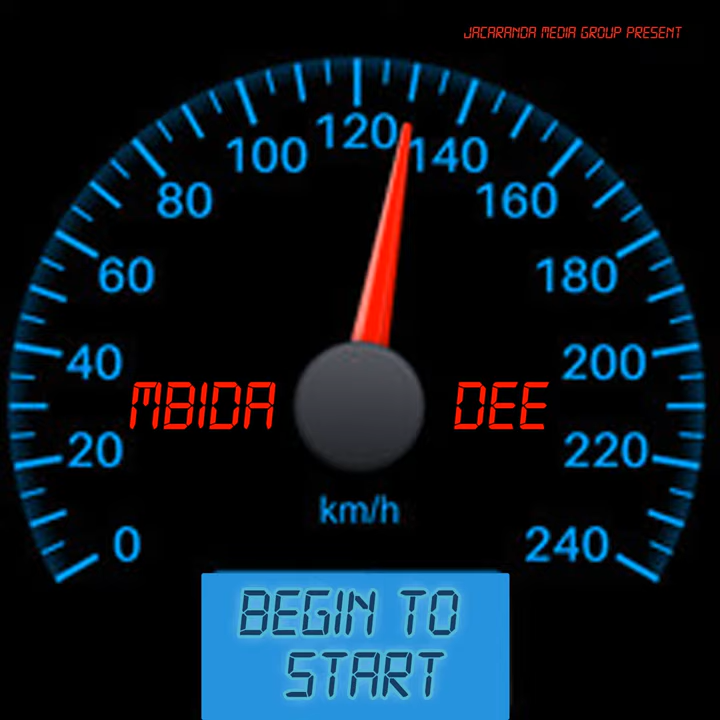 JACARANDA MEDIA GROUP PRESENT
120
100
140
80
160
60
180
40
200
MBIDA DEE
20
220
km/h
0
240
BEGIN TO
START